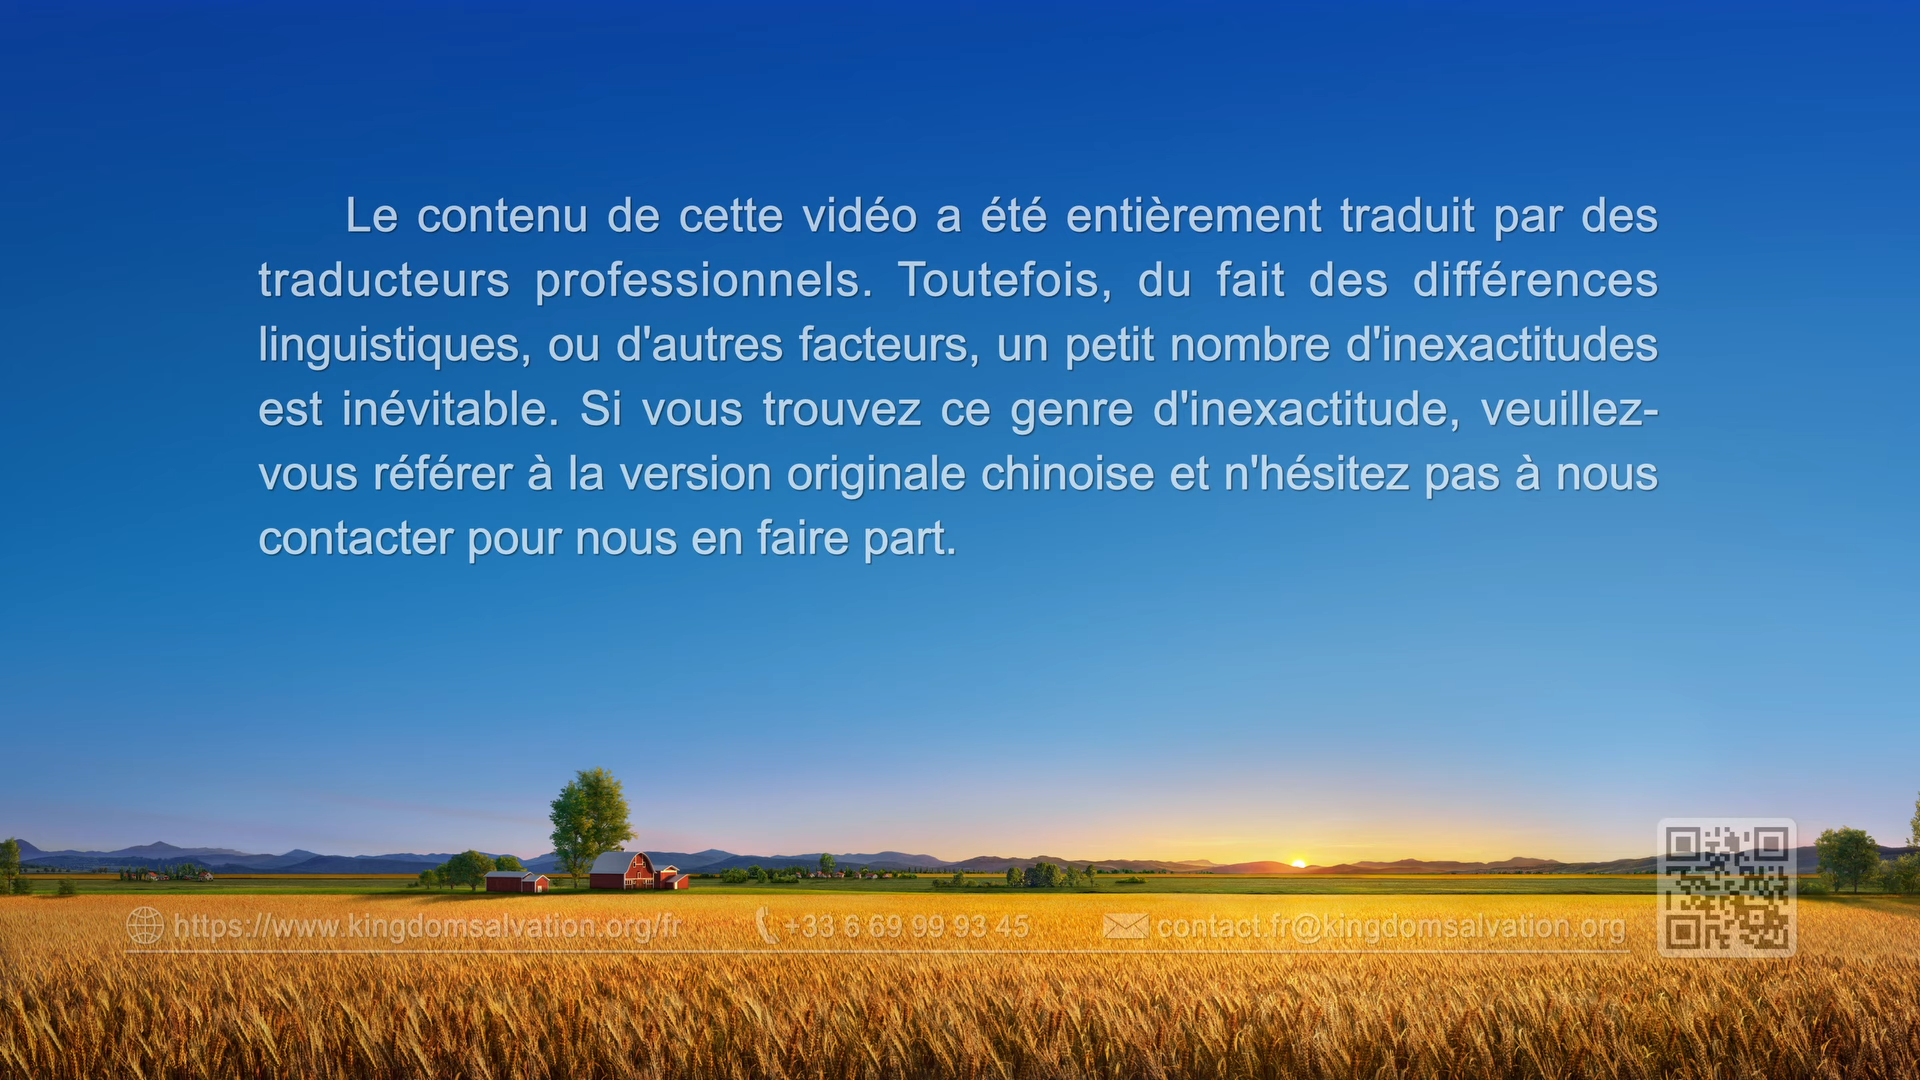 Le contenu de cette vidéo a été entièrement traduit par des
traducteurs professionnels. Toutefois, du fait des différences
linguistiques, ou d'autres facteurs, un petit nombre d'inexactitudes
est inévitable. Si vous trouvez ce genre d'inexactitude, veuillez-
vous référer à la version originale chinoise et n'hésitez pas à nous
contacter pour nous en faire part.
https://www.kingdomsalvation.org/fr +33 6 69 99 93 45 contact.fr@kingdomsalvation.org